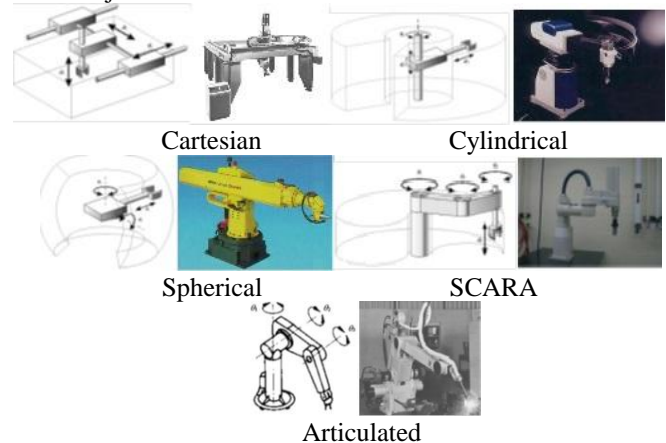 Cartesian
Cylindrical
Spherical
SCARA
Articulated